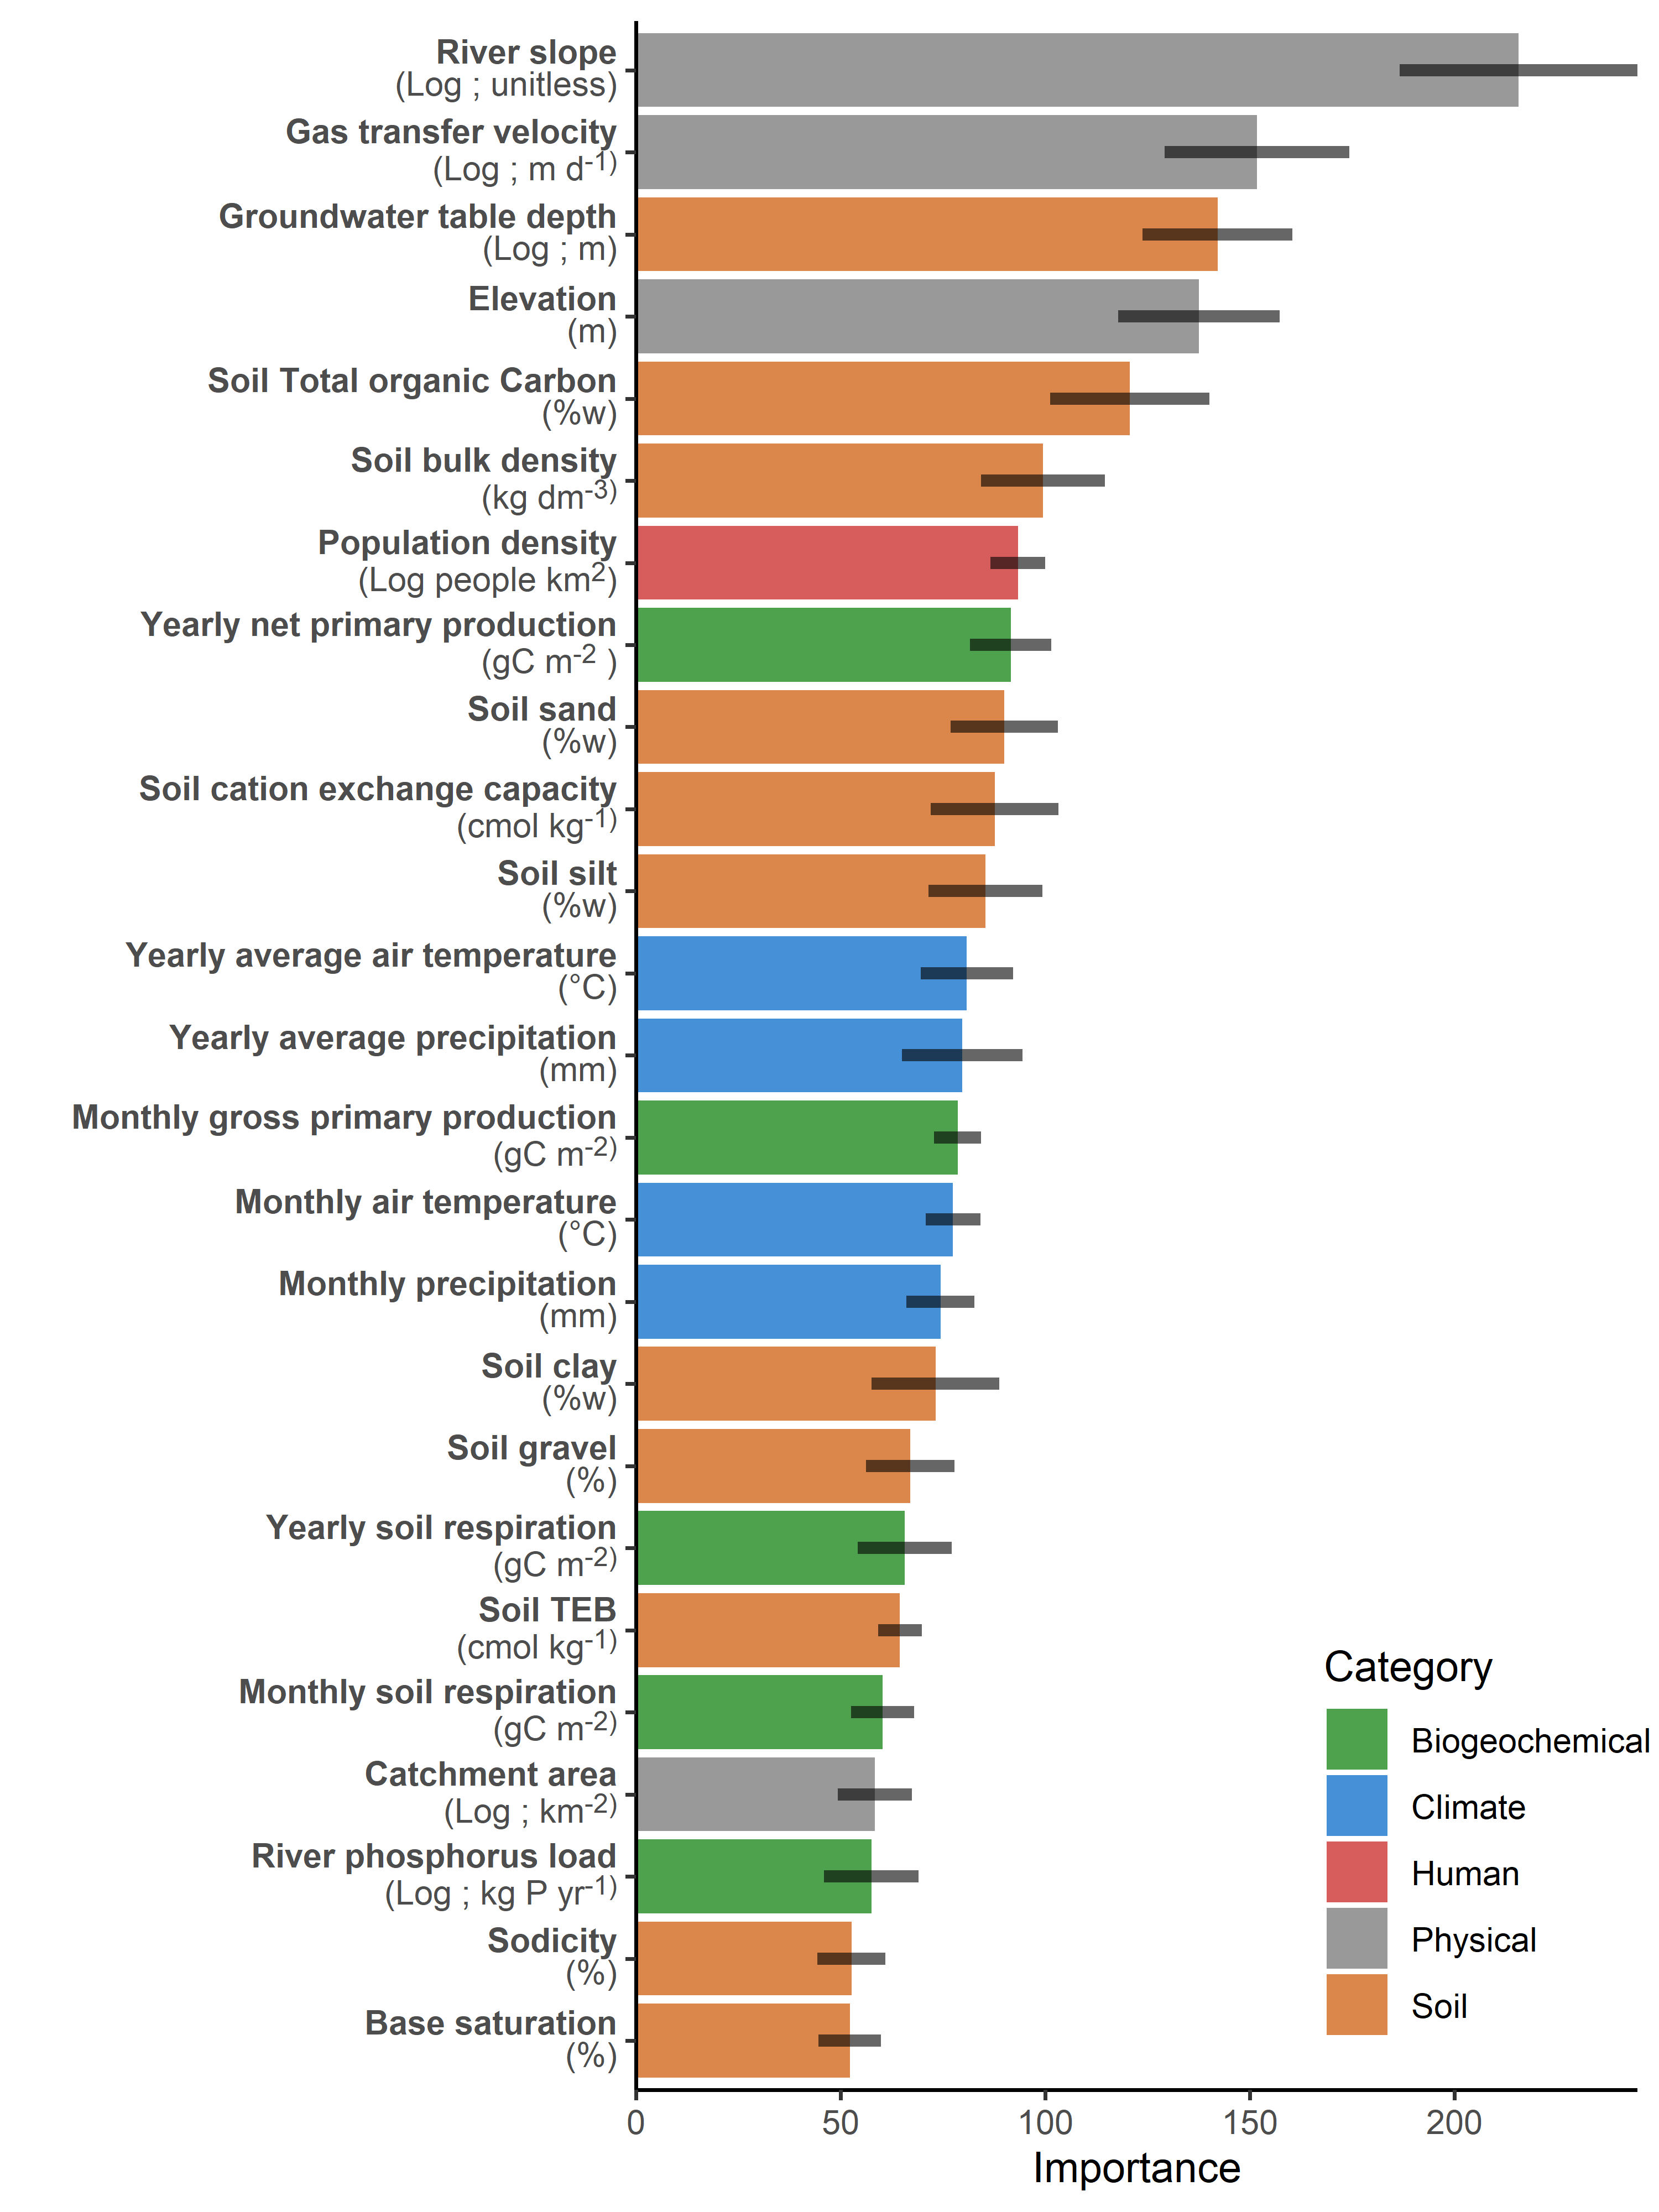 River slope
(Log ; unitless)
Gas transfer velocity
(Log ; m d⁻¹⁾
Groundwater table depth
(Log ; m)
Elevation
(m)
Soil Total organic Carbon
(%w)
Soil bulk density
(kg dm⁻³⁾
Population density
(Log people km²)
Yearly net primary production
(gC m⁻² )
Soil sand
(%w)
Soil cation exchange capacity
(cmol kg⁻¹⁾
Soil silt
(%w)
Yearly average air temperature
(°C)
Yearly average precipitation
(mm)
Monthly gross primary production
(gC m⁻²⁾
Monthly air temperature
(°C)
Monthly precipitation
(mm)
Soil clay
(%w)
Soil gravel
(%)
Yearly soil respiration
(gC m⁻²⁾
Soil TEB
(cmol kg⁻¹⁾
Monthly soil respiration
(gC m⁻²⁾
Catchment area
(Log ; km⁻²⁾
River phosphorus load
(Log ; kg P yr⁻¹⁾
Sodicity
(%)
Base saturation
(%)
Category
Biogeochemical
Climate
Human
Physical
Soil
0 50 100 150 200
Importance